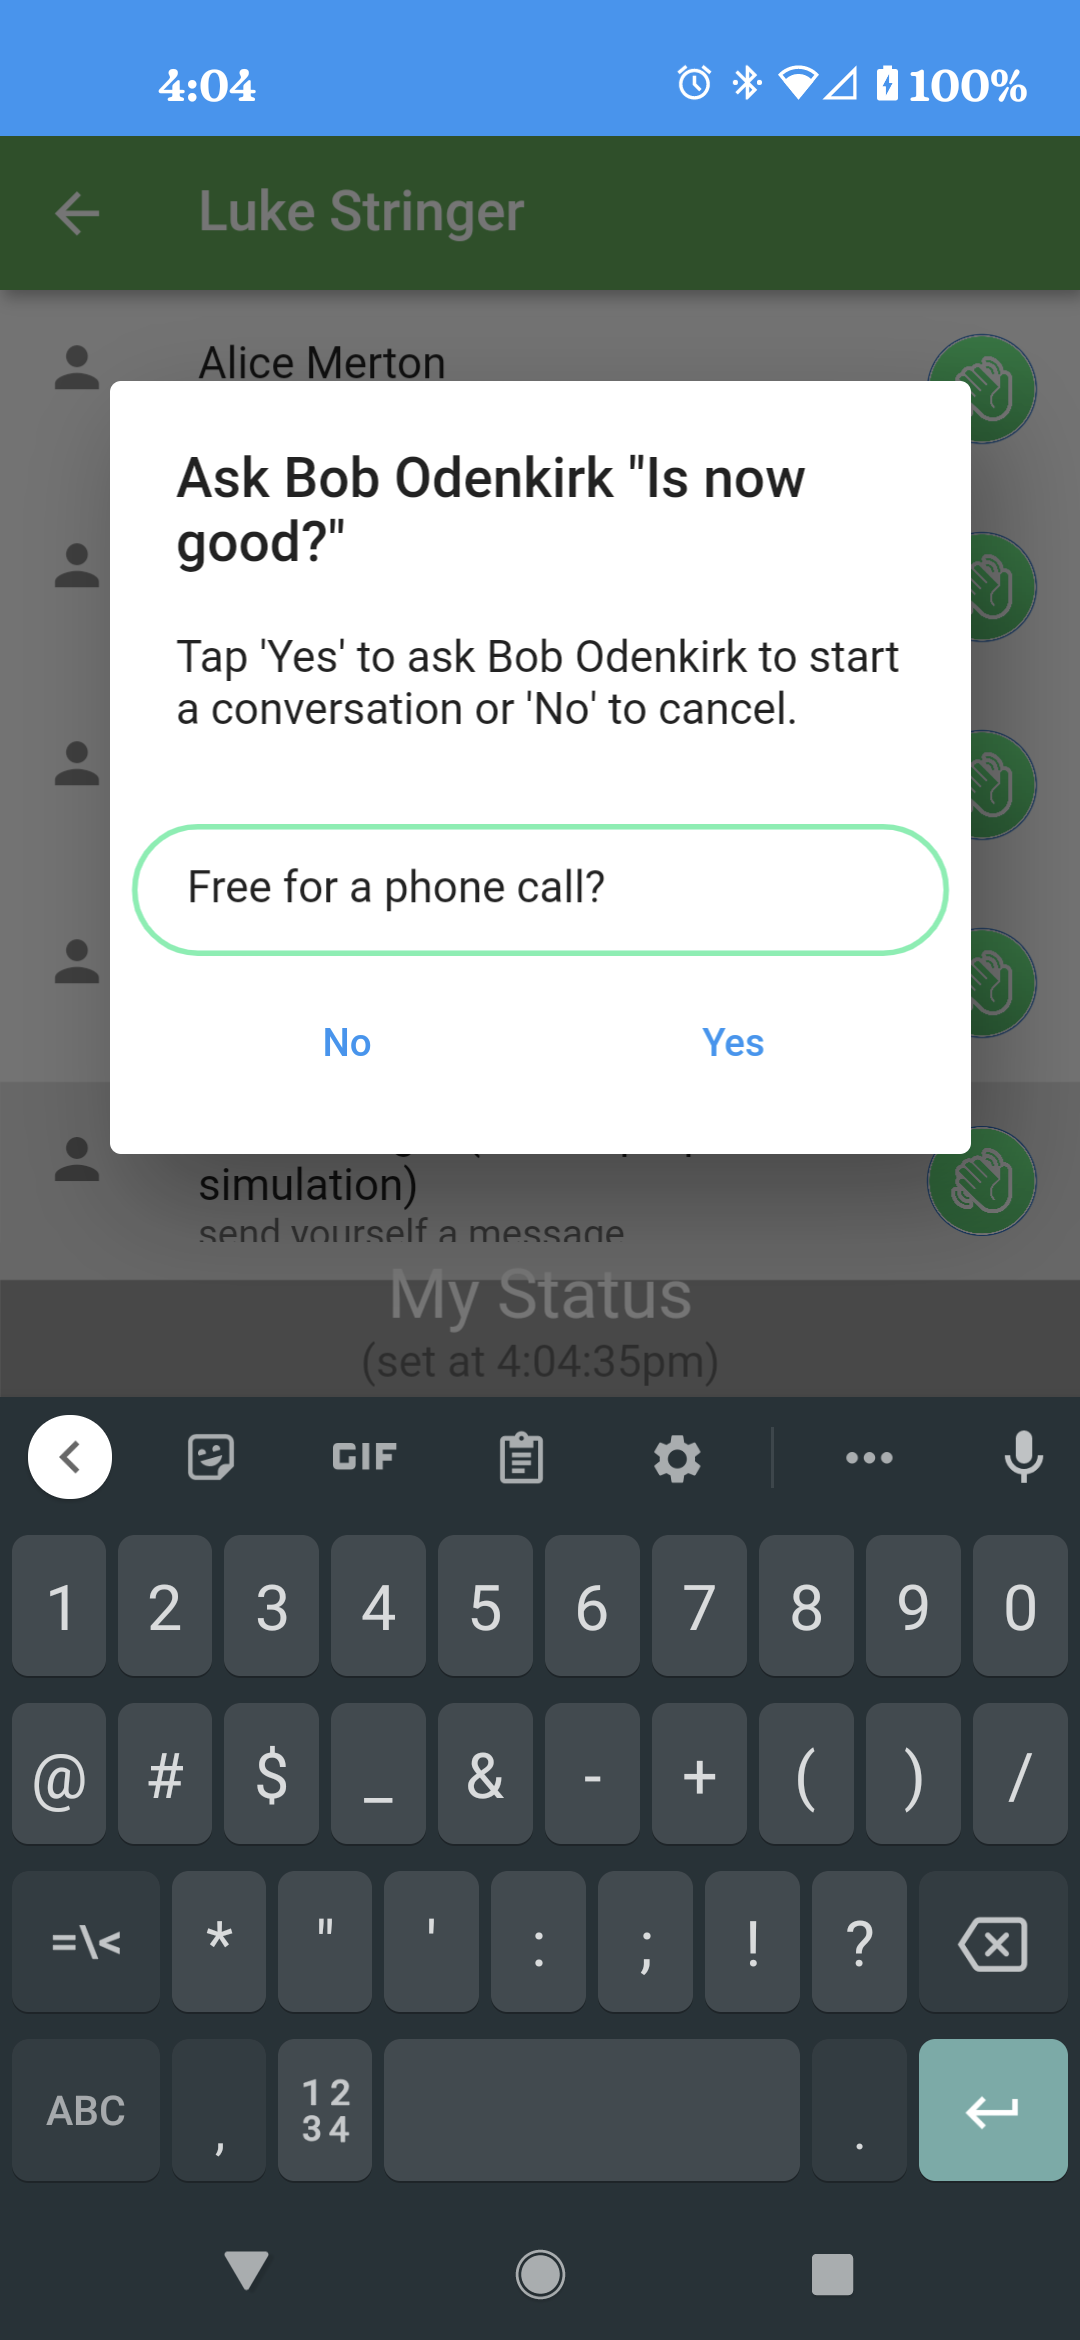 4:04
100%
Luke Stringer
Alice Merton
Ask Bob Odenkirk "Is now
good?"
Tap 'Yes' to ask Bob Odenkirk to start
a conversation or 'No' to cancel.
Free for a phone call?
No
Yes
simulation)
send yourself a message
My Status
(set at 4:04:35pm)
GIF
1 2 3 4 5 6 7 8 9 0
@ # $ _ & - + ( ) /
=\< * " ' : ; ! ?
ABC , 12 .
34